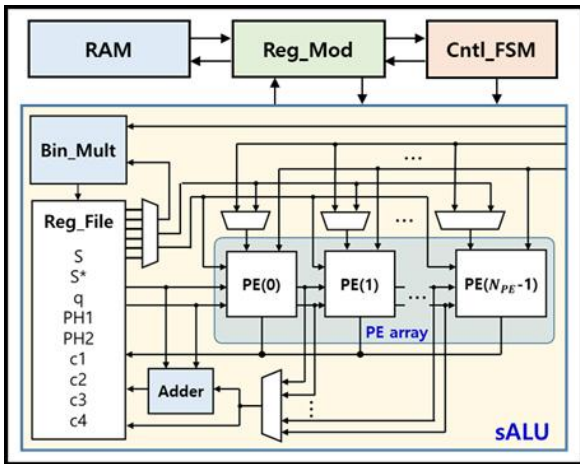 RAM
Reg_Mod
Cntl_FSM
Bin_Mult
...
Reg_File
...
S
S*
q
PH1
PH2
c1
c2
c3
c4
PE(0)
PE(1)
...
PE(N_PE-1)
PE array
Adder
⋮
sALU